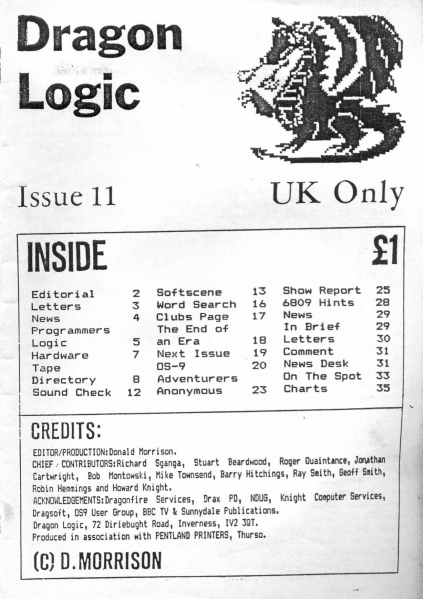 Dragon
Logic
Issue 11
UK Only
INSIDE
£1
Editorial 2
Letters 3
News 4
Programmers
Logic 5
Hardware 7
Tape
Directory 8
Sound Check 12
Softscene 13
Word Search 16
Clubs Page 17
The End of
an Era 18
Next Issue 19
OS-9 20
Adventurers
Anonymous 23
Show Report 25
6809 Hints 28
News 29
In Brief 29
Letters 30
Comment 31
News Desk 31
On The Spot 33
Charts 35
CREDITS:
EDITOR/PRODUCTION:Donald Morrison.
CHIEF CONTRIBUTORS:Richard Sganga, Stuart Beardwood, Roger Quaintance, Jonathan
Cartwright, Bob Montowski, Mike Townsend, Barry Hitchings, Ray Smith, Geoff Smith,
Robin Hemmings and Howard Knight.
ACKNOWLEDGEMENTS:Dragonfire Services, Drax PD, NDUG, Knight Computer Services,
Dragsoft, OS9 User Group, BBC TV & Sunnydale Publications.
Dragon Logic, 72 Diriebught Road, Inverness, IV2 3QT.
Produced in association with PENTLAND PRINTERS, Thurso.
(C) D.MORRISON